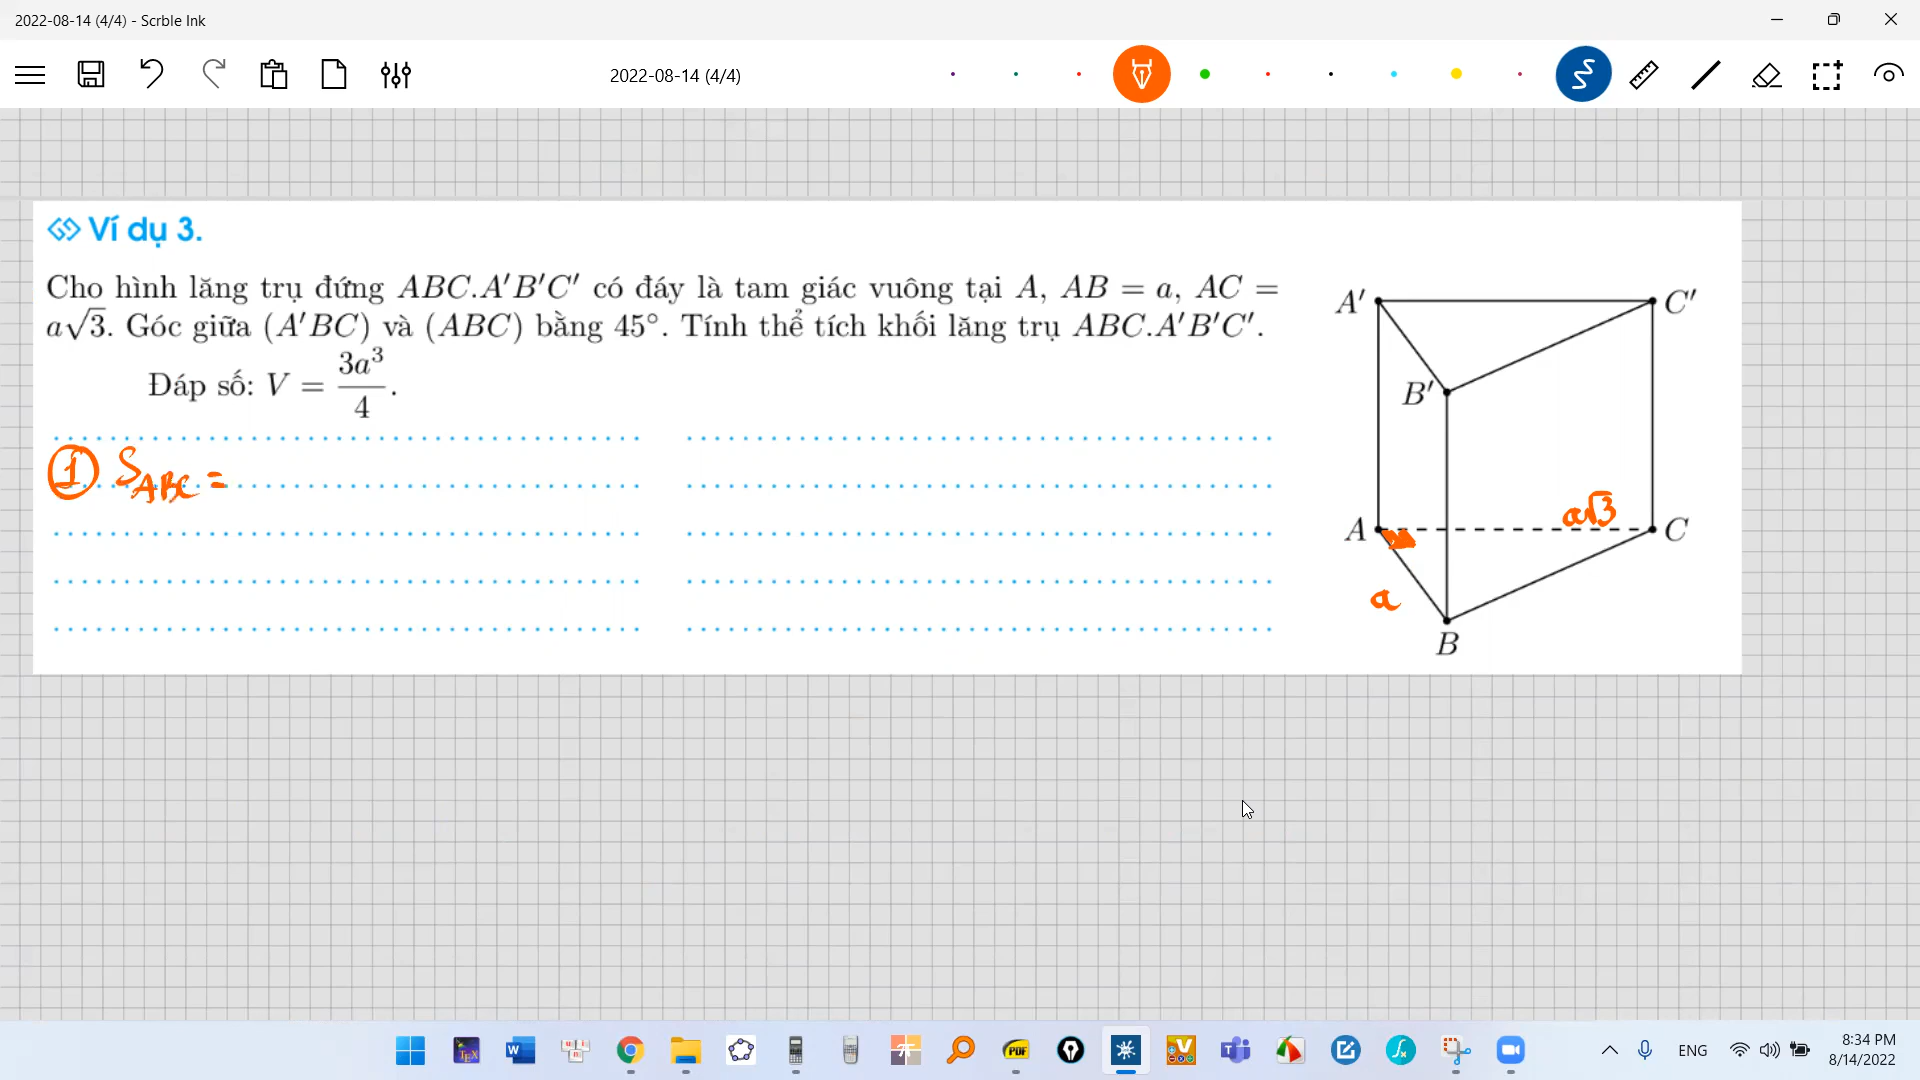 2022-08-14 (4/4) - Scrble Ink
2022-08-14 (4/4)
Ví dụ 3.
Cho hình lăng trụ đứng ABC.A′B′C′ có đáy là tam giác vuông tại A, AB = a, AC =
a√3. Góc giữa (A′BC) và (ABC) bằng 45°. Tính thể tích khối lăng trụ ABC.A′B′C′.
Đáp số: V = 3a³/4.
① S_ABC =
A′
C′
B′
a√3
A
C
a
B
8:34 PM
ENG
8/14/2022